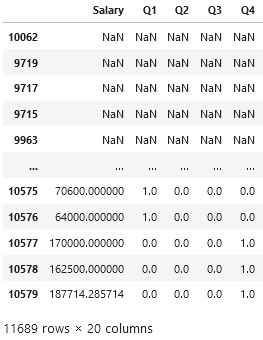 Salary Q1 Q2 Q3 Q4
10062 NaN NaN NaN NaN NaN
9719 NaN NaN NaN NaN NaN
9717 NaN NaN NaN NaN NaN
9715 NaN NaN NaN NaN NaN
9963 NaN NaN NaN NaN NaN
... ... ... ... ... ...
10575 70600.000000 1.0 0.0 0.0 0.0
10576 64000.000000 1.0 0.0 0.0 0.0
10577 170000.000000 0.0 0.0 0.0 1.0
10578 162500.000000 0.0 0.0 0.0 1.0
10579 187714.285714 0.0 0.0 0.0 1.0
11689 rows × 20 columns